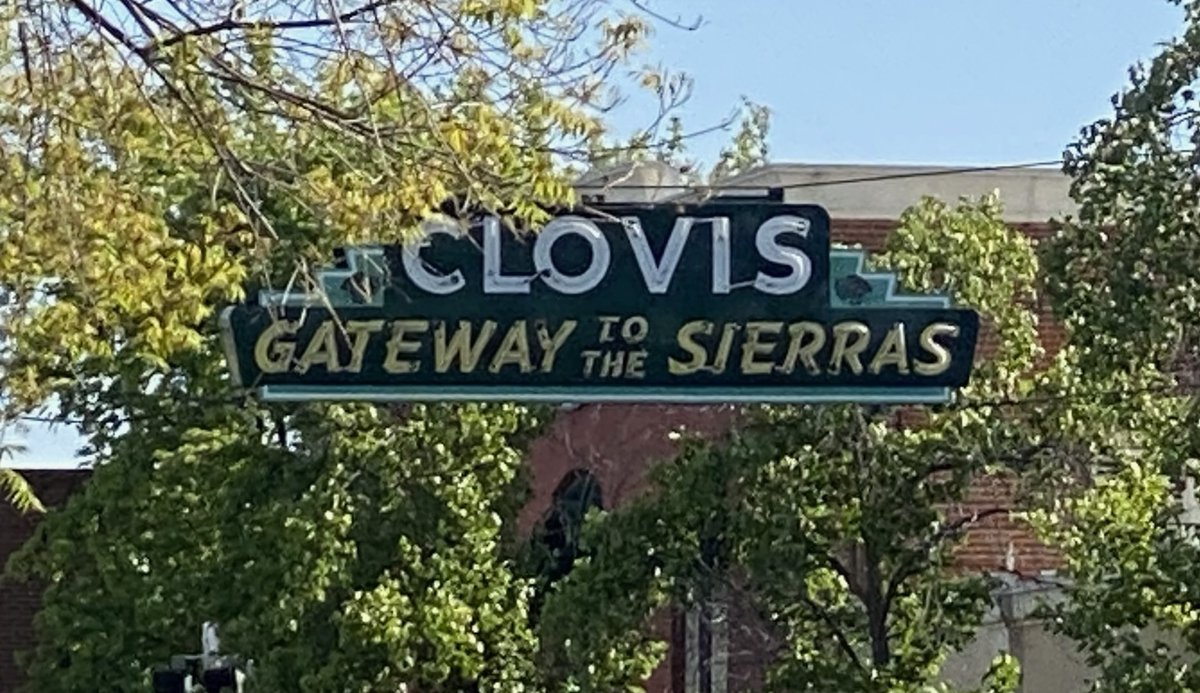 CLOVIS
GATEWAY TO THE SIERRAS